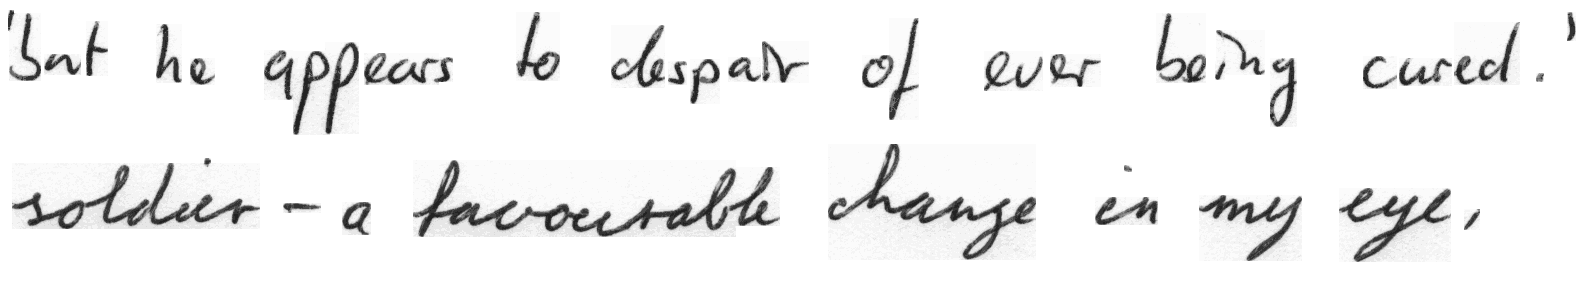 'but he appears to despair of ever being cured.'
soldier - a favourable change in my eye,